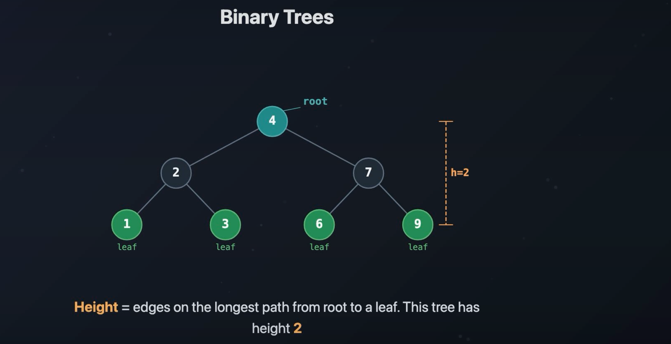 Binary Trees
root
4
2
7
h=2
1
3
6
9
leaf
leaf
leaf
leaf
Height = edges on the longest path from root to a leaf. This tree has
height 2